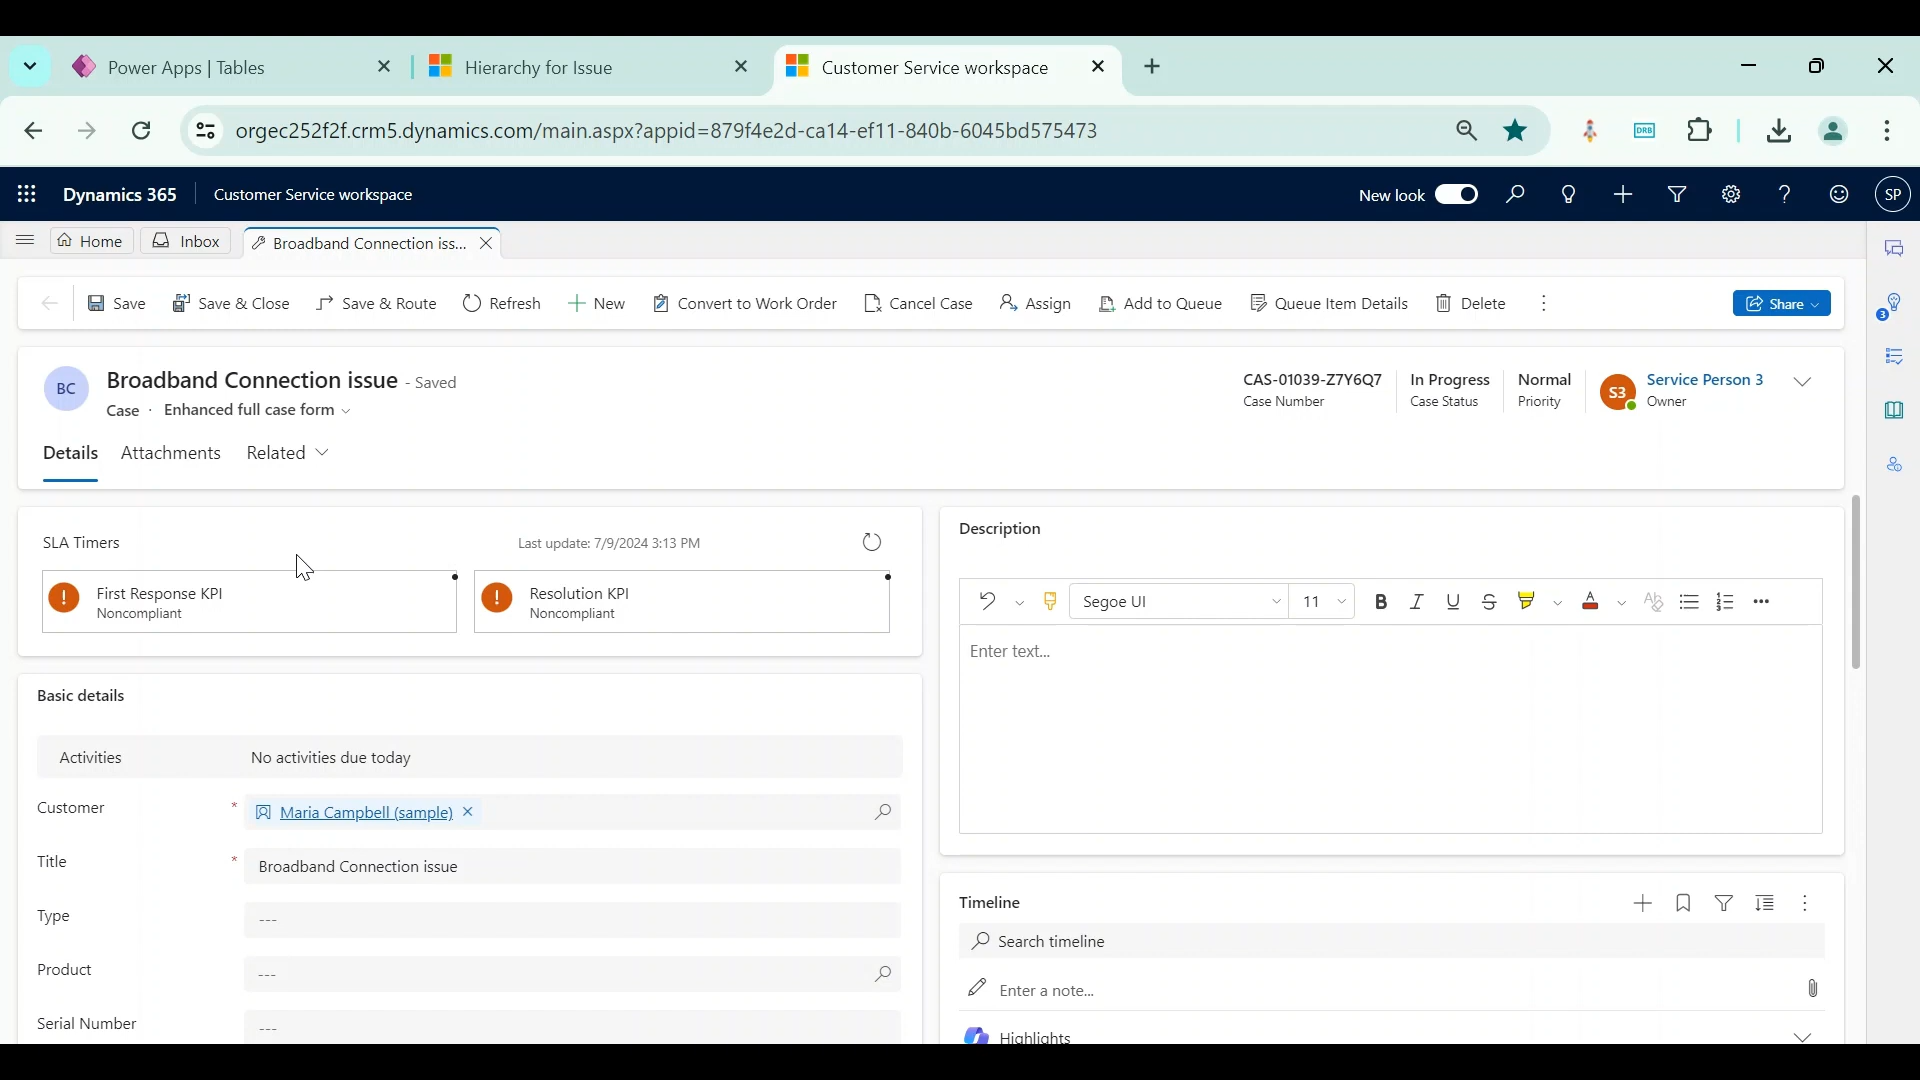 Power Apps | Tables
Hierarchy for Issue
Customer Service workspace
orgec252f2f.crm5.dynamics.com/main.aspx?appid=879f4e2d-ca14-ef11-840b-6045bd575473
DRB
Dynamics 365
Customer Service workspace
New look
SP
Home
Inbox
Broadband Connection iss...
Save
Save & Close
Save & Route
Refresh
New
Convert to Work Order
Cancel Case
Assign
Add to Queue
Queue Item Details
Delete
Share
3
BC
Broadband Connection issue - Saved
Case · Enhanced full case form
CAS-01039-Z7Y6Q7
Case Number
In Progress
Case Status
Normal
Priority
S3
Service Person 3
Owner
Details
Attachments
Related
SLA Timers
Last update: 7/9/2024 3:13 PM
First Response KPI
Noncompliant
Resolution KPI
Noncompliant
Basic details
Activities
No activities due today
Customer *
Maria Campbell (sample)
Title *
Broadband Connection issue
Type
---
Product
---
Serial Number
---
Description
Segoe UI
11
B I U S
Enter text...
Timeline
Search timeline
Enter a note...
Highlights